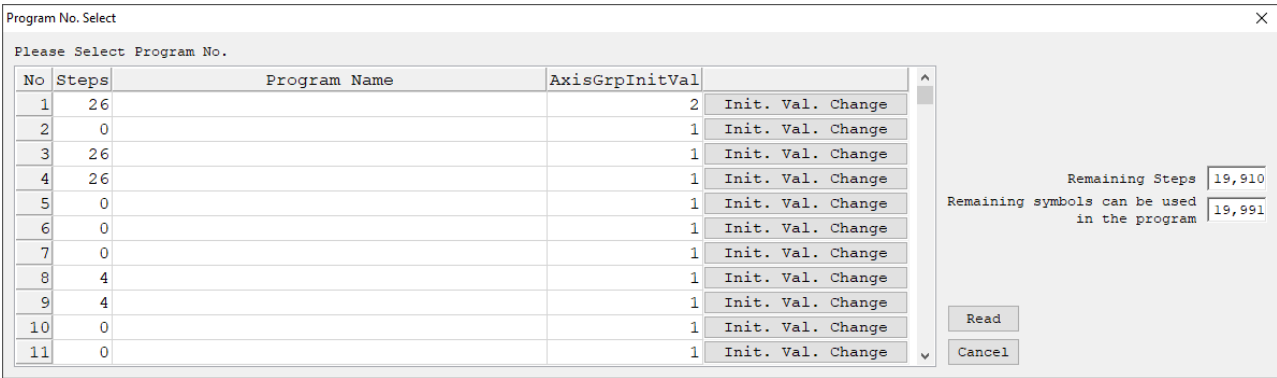 Program No. Select
Please Select Program No.
No Steps Program Name AxisGrpInitVal
1 26 2 Init. Val. Change
2 0 1 Init. Val. Change
3 26 1 Init. Val. Change
4 26 1 Init. Val. Change
5 0 1 Init. Val. Change
6 0 1 Init. Val. Change
7 0 1 Init. Val. Change
8 4 1 Init. Val. Change
9 4 1 Init. Val. Change
10 0 1 Init. Val. Change
11 0 1 Init. Val. Change
Remaining Steps 19,910
Remaining symbols can be used
in the program 19,991
Read
Cancel